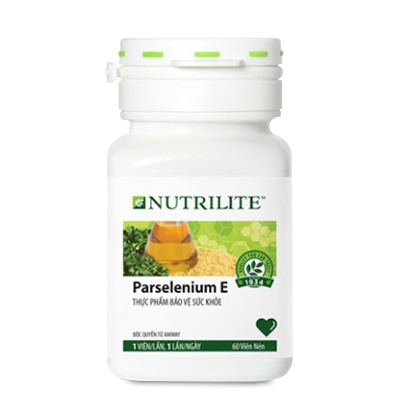 NUTRILITE™
1934
Parselenium E
THỰC PHẨM BẢO VỆ SỨC KHỎE
ĐỘC QUYỀN TỪ AMWAY
1 VIÊN/LẦN, 1 LẦN/NGÀY
60 Viên Nén